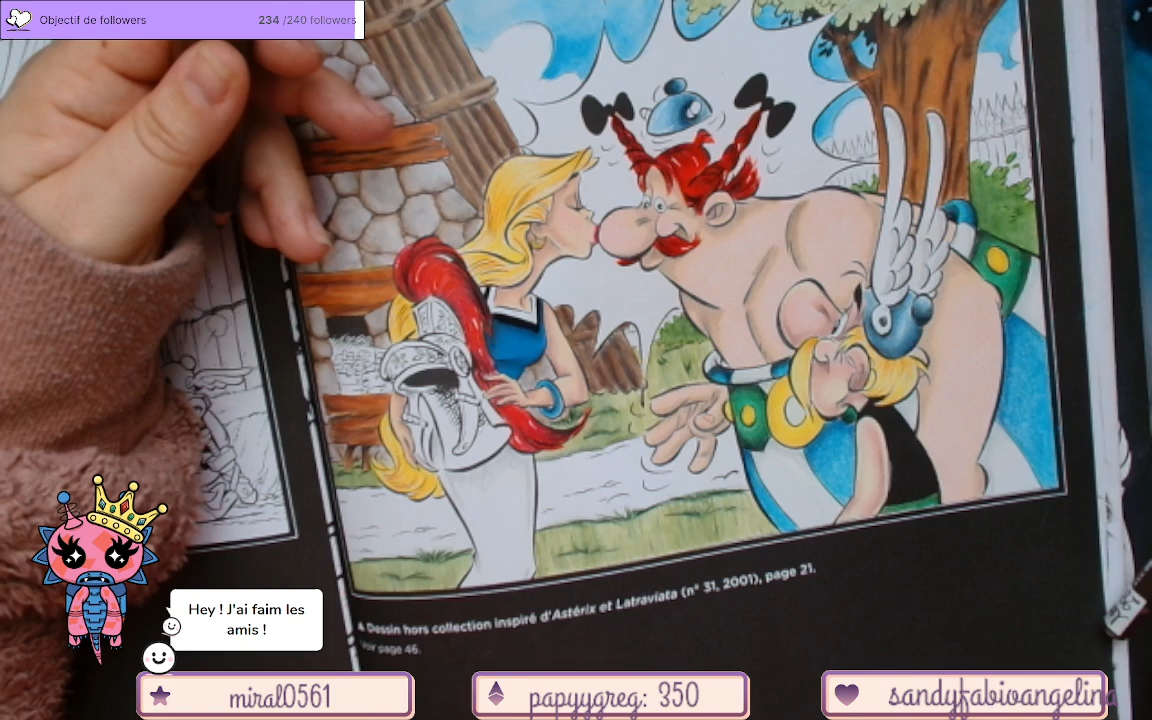 Objectif de followers
234 /240 followers
Dessin hors collection inspiré d'Astérix et Latraviata (n° 31, 2001), page 21.
page 46.
Hey ! J'ai faim les
amis !
miral0561
papyygreg: 350
sandyfabioangelina